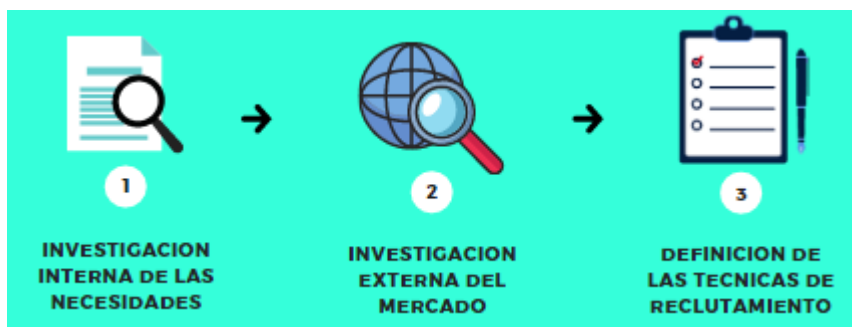 1
INVESTIGACION
INTERNA DE LAS
NECESIDADES
2
INVESTIGACION
EXTERNA DEL
MERCADO
3
DEFINICION DE
LAS TECNICAS DE
RECLUTAMIENTO